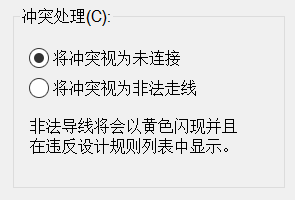 冲突处理(C):
将冲突视为未连接
将冲突视为非法走线
非法导线将会以黄色闪现并且
在违反设计规则列表中显示。